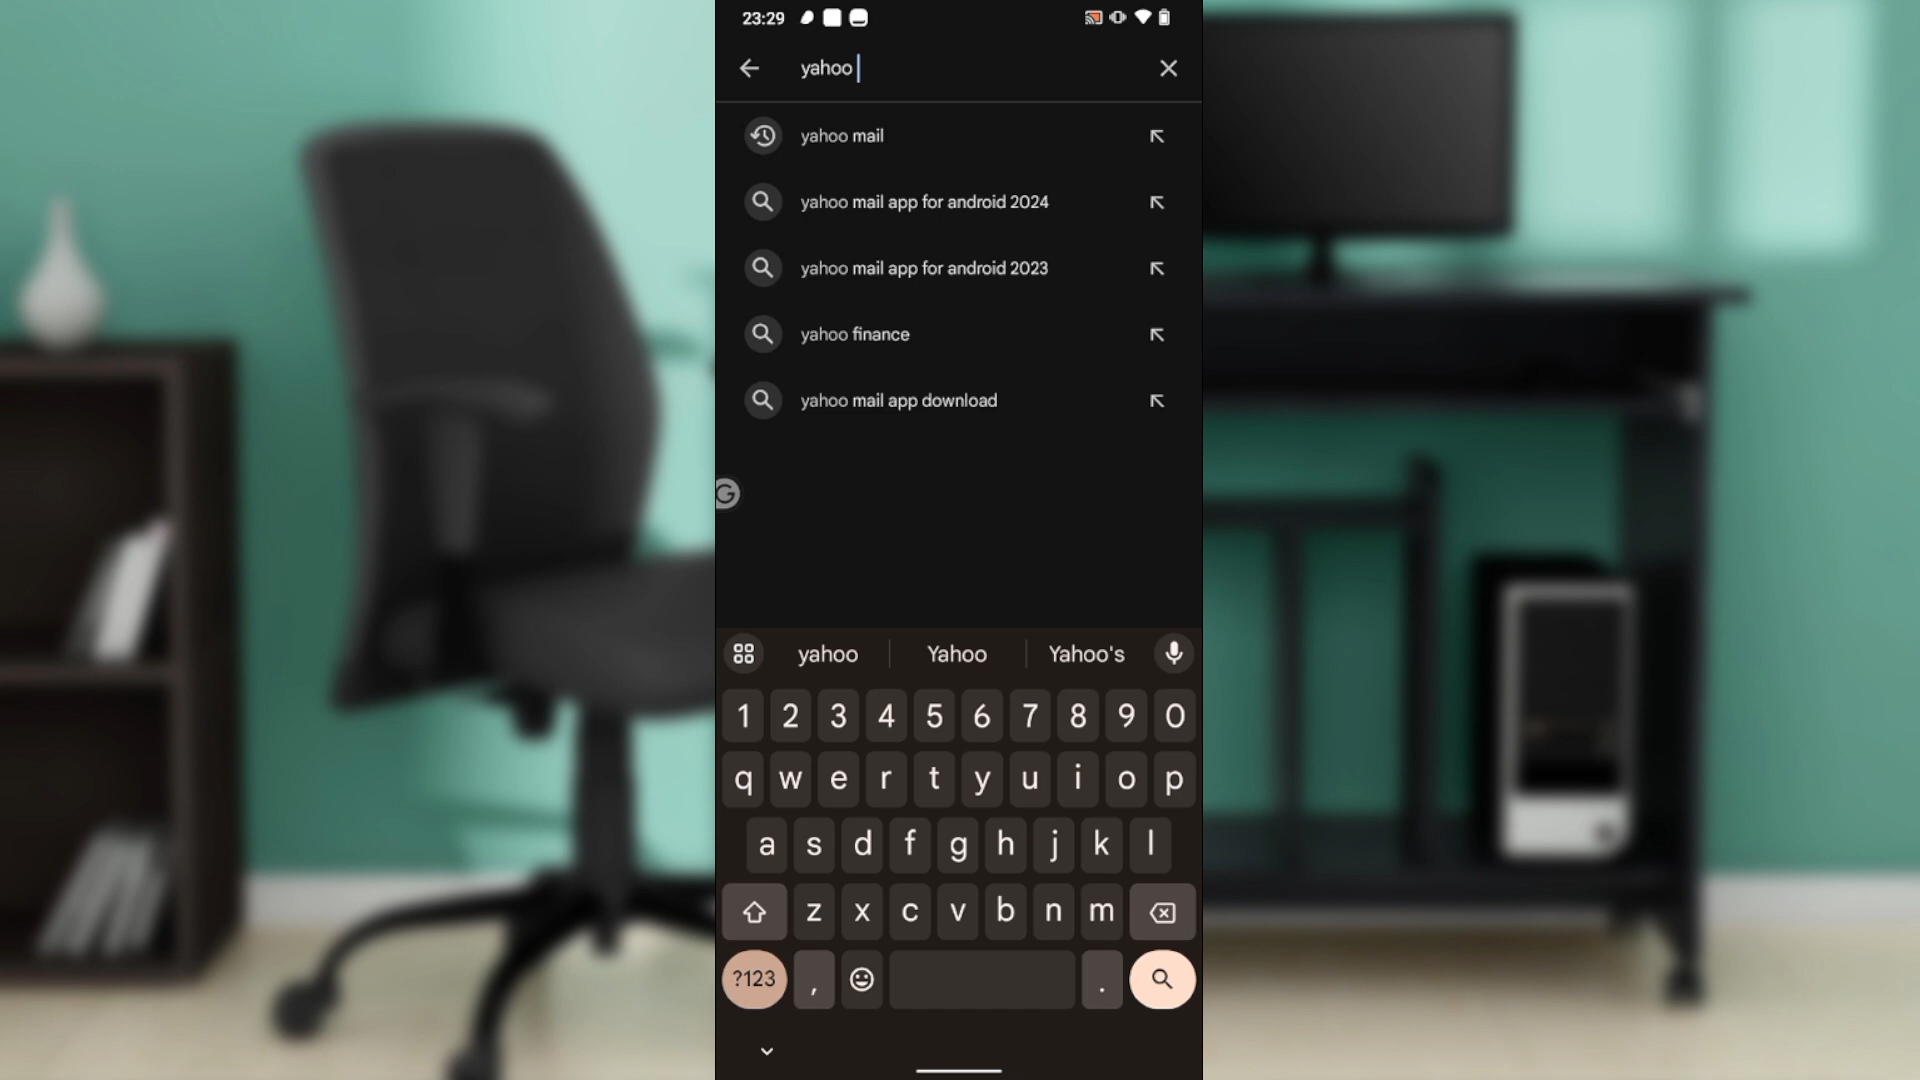 23:29
yahoo
yahoo mail
yahoo mail app for android 2024
yahoo mail app for android 2023
yahoo finance
yahoo mail app download
G
yahoo Yahoo Yahoo's
1 2 3 4 5 6 7 8 9 0
q w e r t y u i o p
a s d f g h j k l
z x c v b n m
?123 , .